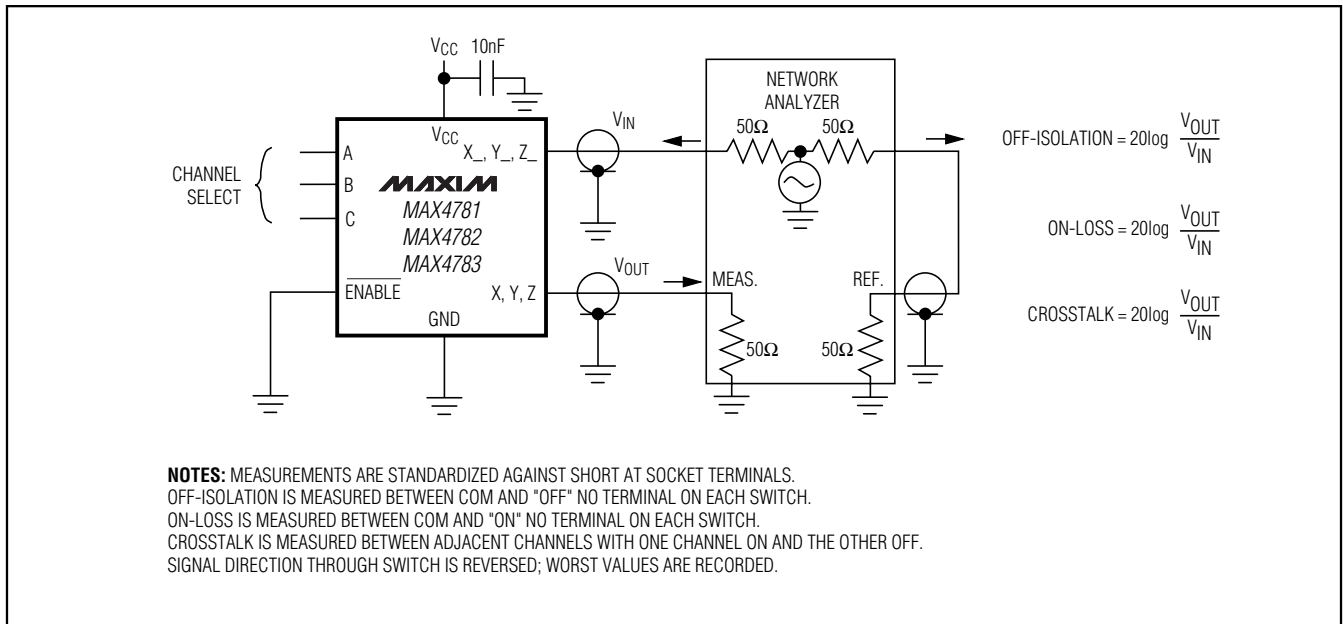 VCC 10nF
NETWORK
ANALYZER
50Ω 50Ω
VIN
VCC
X_, Y_, Z_
A
B
C
CHANNEL
SELECT
MAXIM
MAX4781
MAX4782
MAX4783
ENABLE
X, Y, Z
GND
VOUT
MEAS.
REF.
50Ω
50Ω
OFF-ISOLATION = 20log VOUT
VIN
ON-LOSS = 20log VOUT
VIN
CROSSTALK = 20log VOUT
VIN
NOTES: MEASUREMENTS ARE STANDARDIZED AGAINST SHORT AT SOCKET TERMINALS.
OFF-ISOLATION IS MEASURED BETWEEN COM AND "OFF" NO TERMINAL ON EACH SWITCH.
ON-LOSS IS MEASURED BETWEEN COM AND "ON" NO TERMINAL ON EACH SWITCH.
CROSSTALK IS MEASURED BETWEEN ADJACENT CHANNELS WITH ONE CHANNEL ON AND THE OTHER OFF.
SIGNAL DIRECTION THROUGH SWITCH IS REVERSED; WORST VALUES ARE RECORDED.